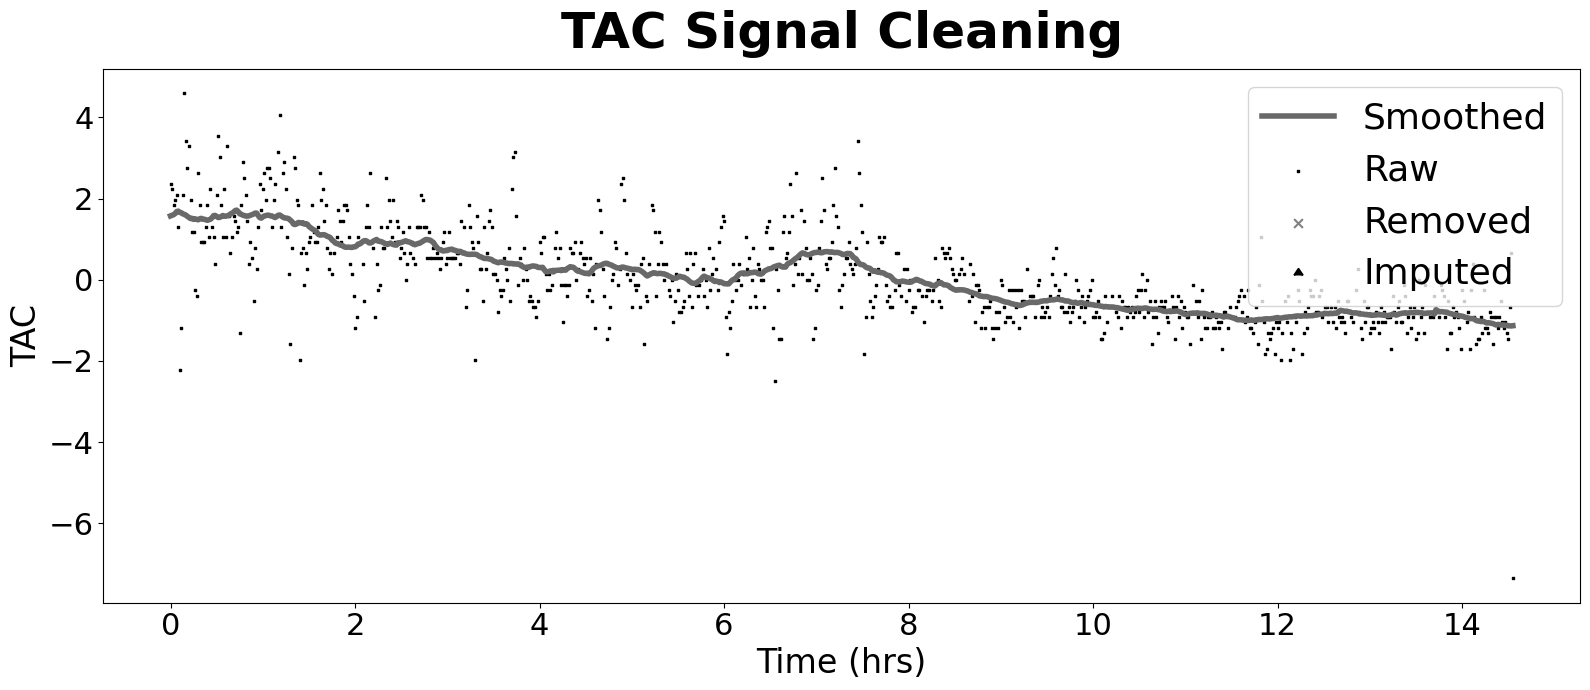 TAC Signal Cleaning
Smoothed
Raw
Removed
Imputed
TAC
4
2
0
−2
−4
−6
0 2 4 6 8 10 12 14
Time (hrs)